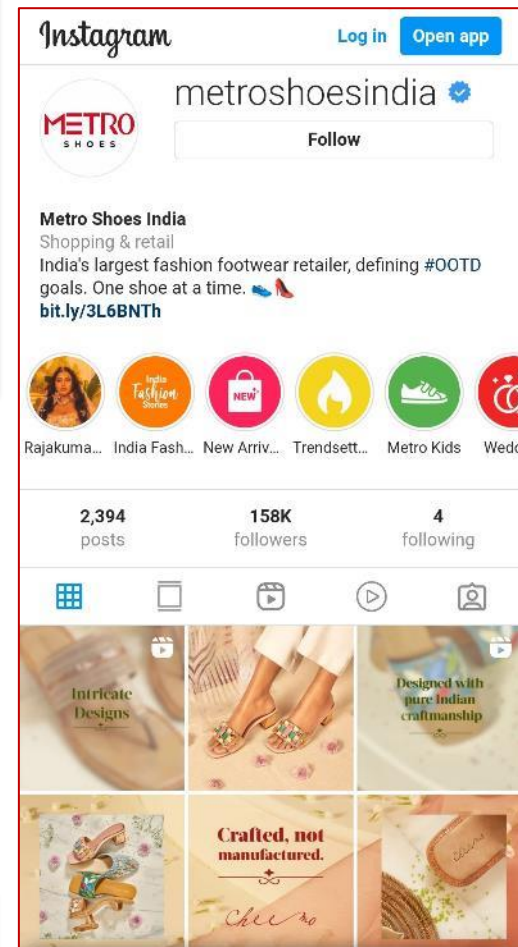 Instagram
Log in
Open app
metroshoesindia
METRO
SHOES
Follow
Metro Shoes India
Shopping & retail
India's largest fashion footwear retailer, defining #OOTD
goals. One shoe at a time.
bit.ly/3L6BNTh
India
Fashion
Stories
NEW
Rajakuma...
India Fash...
New Arriv...
Trendsett...
Metro Kids
Wedd
2,394
158K
4
posts
followers
following
Intricate
Designs
Designed with
pure Indian
craftmanship
Crafted, not
manufactured.
Cheemo